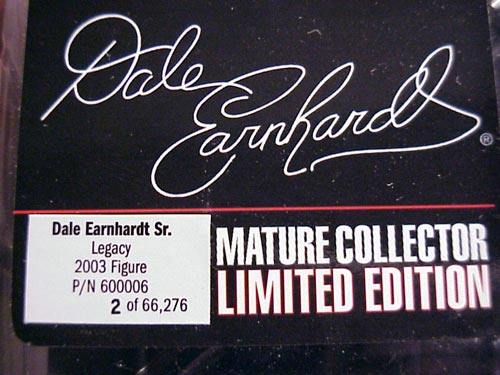 Dale
Earnhardt
®
Dale Earnhardt Sr.
Legacy
2003 Figure
P/N 600006
2 of 66,276
MATURE COLLECTOR
LIMITED EDITION